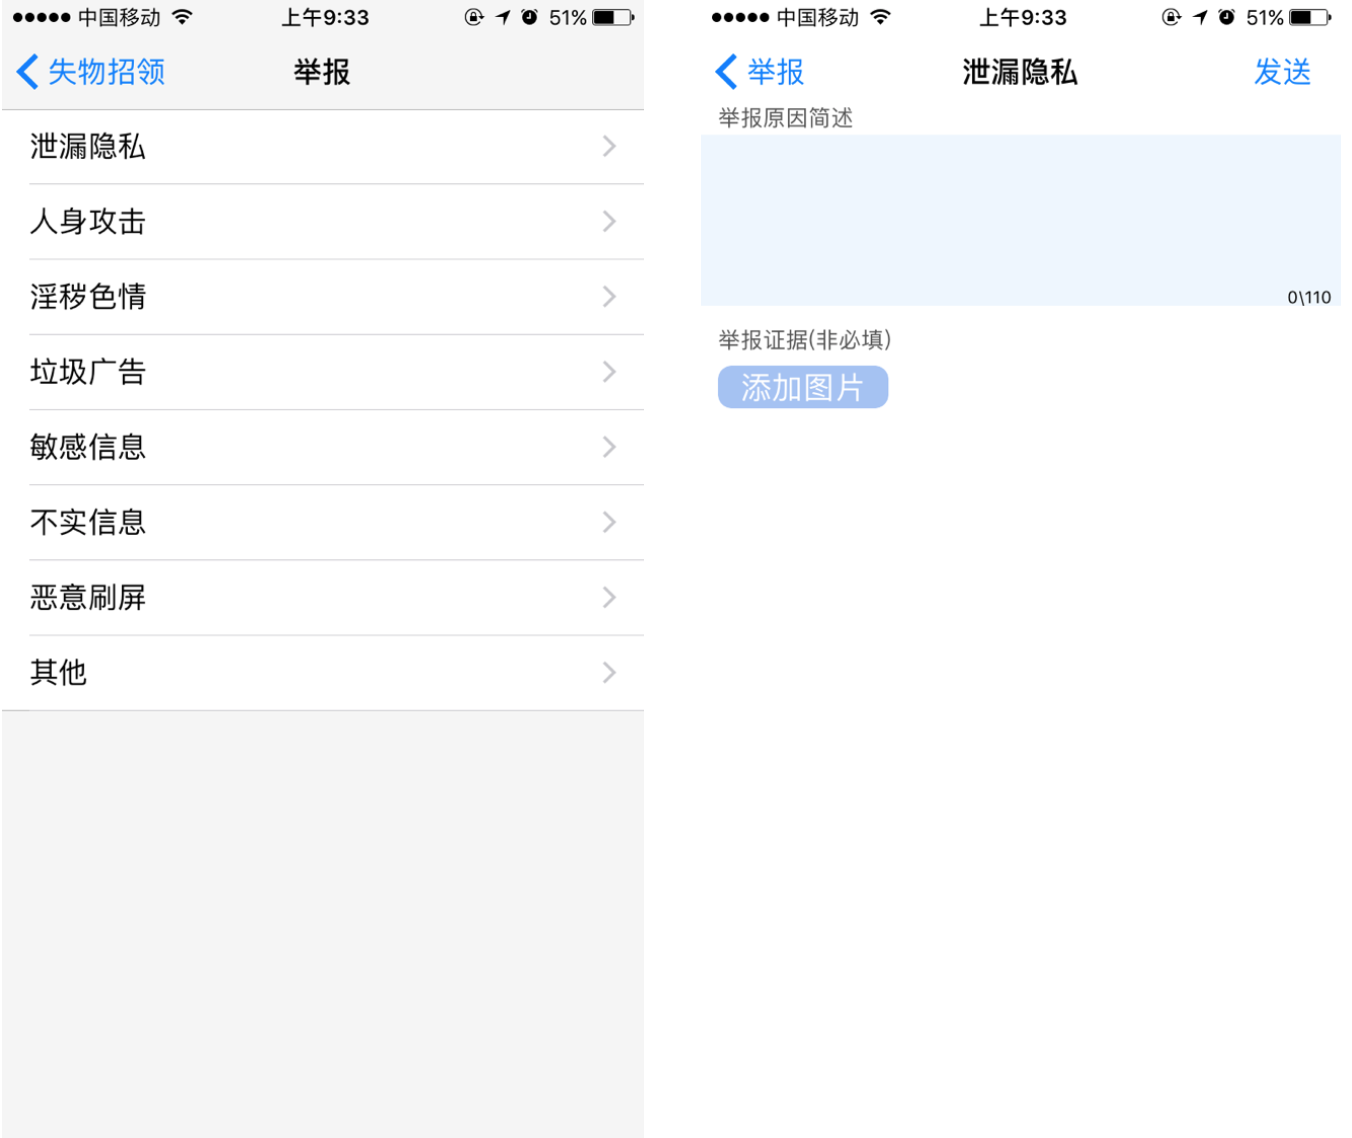 中国移动 上午9:33 51%
失物招领 举报
泄漏隐私
人身攻击
淫秽色情
垃圾广告
敏感信息
不实信息
恶意刷屏
其他
中国移动 上午9:33 51%
举报 泄漏隐私 发送
举报原因简述
0\110
举报证据(非必填)
添加图片